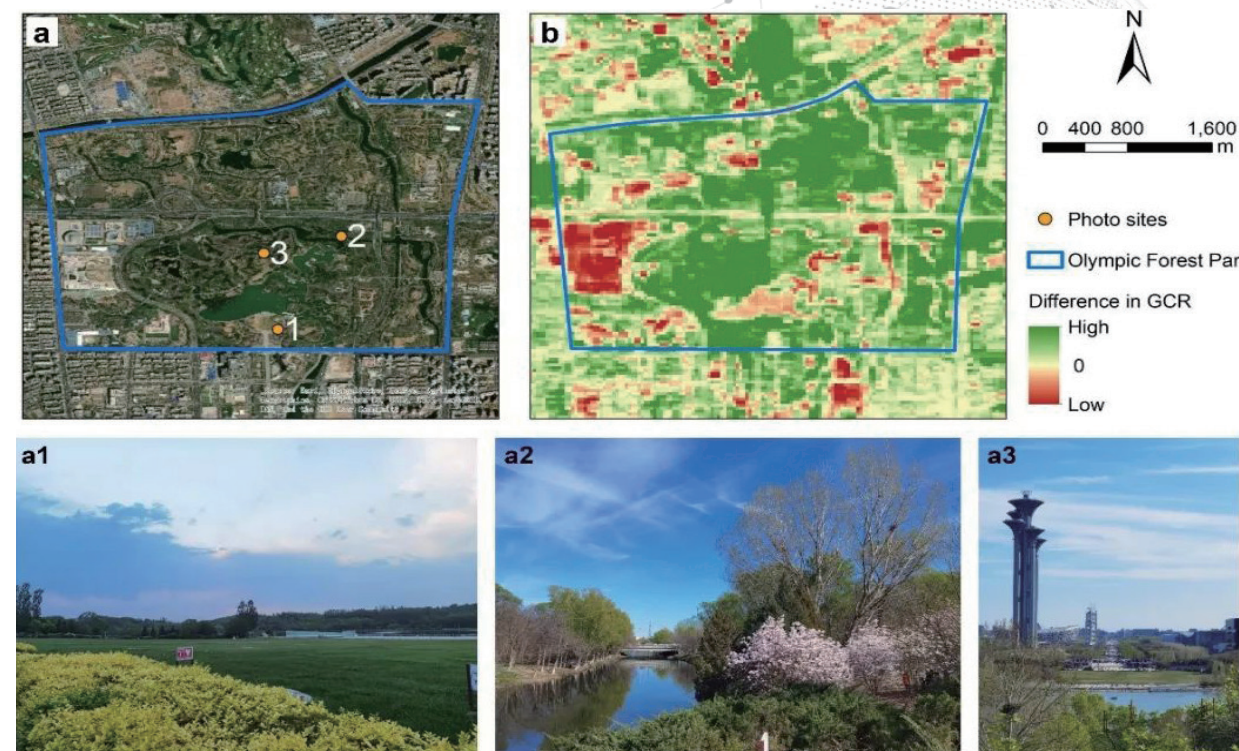 a
b
N
0 400 800 1,600
m
Photo sites
Olympic Forest Par
Difference in GCR
High
0
Low
2
3
1
a1
a2
a3
1